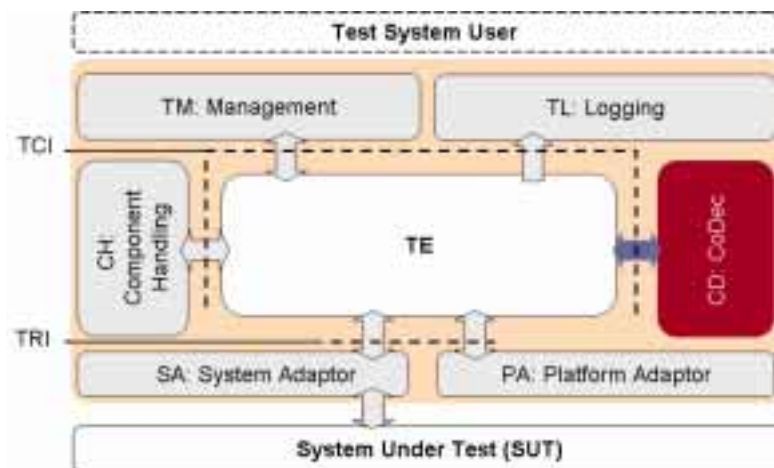 Test System User
TM: Management
TL: Logging
TCI
CH:
Component
Handling
TE
CD: CoDec
TRI
SA: System Adaptor
PA: Platform Adaptor
System Under Test (SUT)